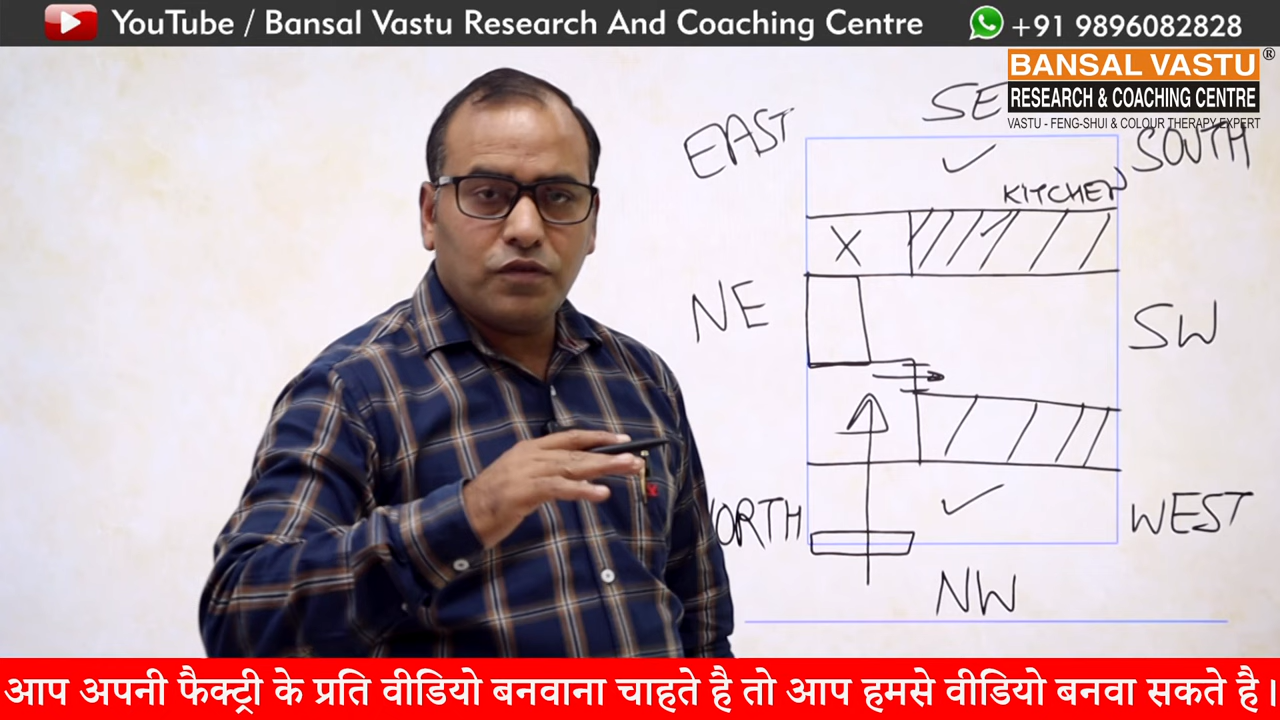 YouTube / Bansal Vastu Research And Coaching Centre
+91 9896082828
BANSAL VASTU ®
RESEARCH & COACHING CENTRE
VASTU - FENG-SHUI & COLOUR THERAPY EXPERT
EAST
SE
SOUTH
KITCHEN
X
NE
SW
ORTH
WEST
NW
आप अपनी फैक्ट्री के प्रति वीडियो बनवाना चाहते है तो आप हमसे वीडियो बनवा सकते है।